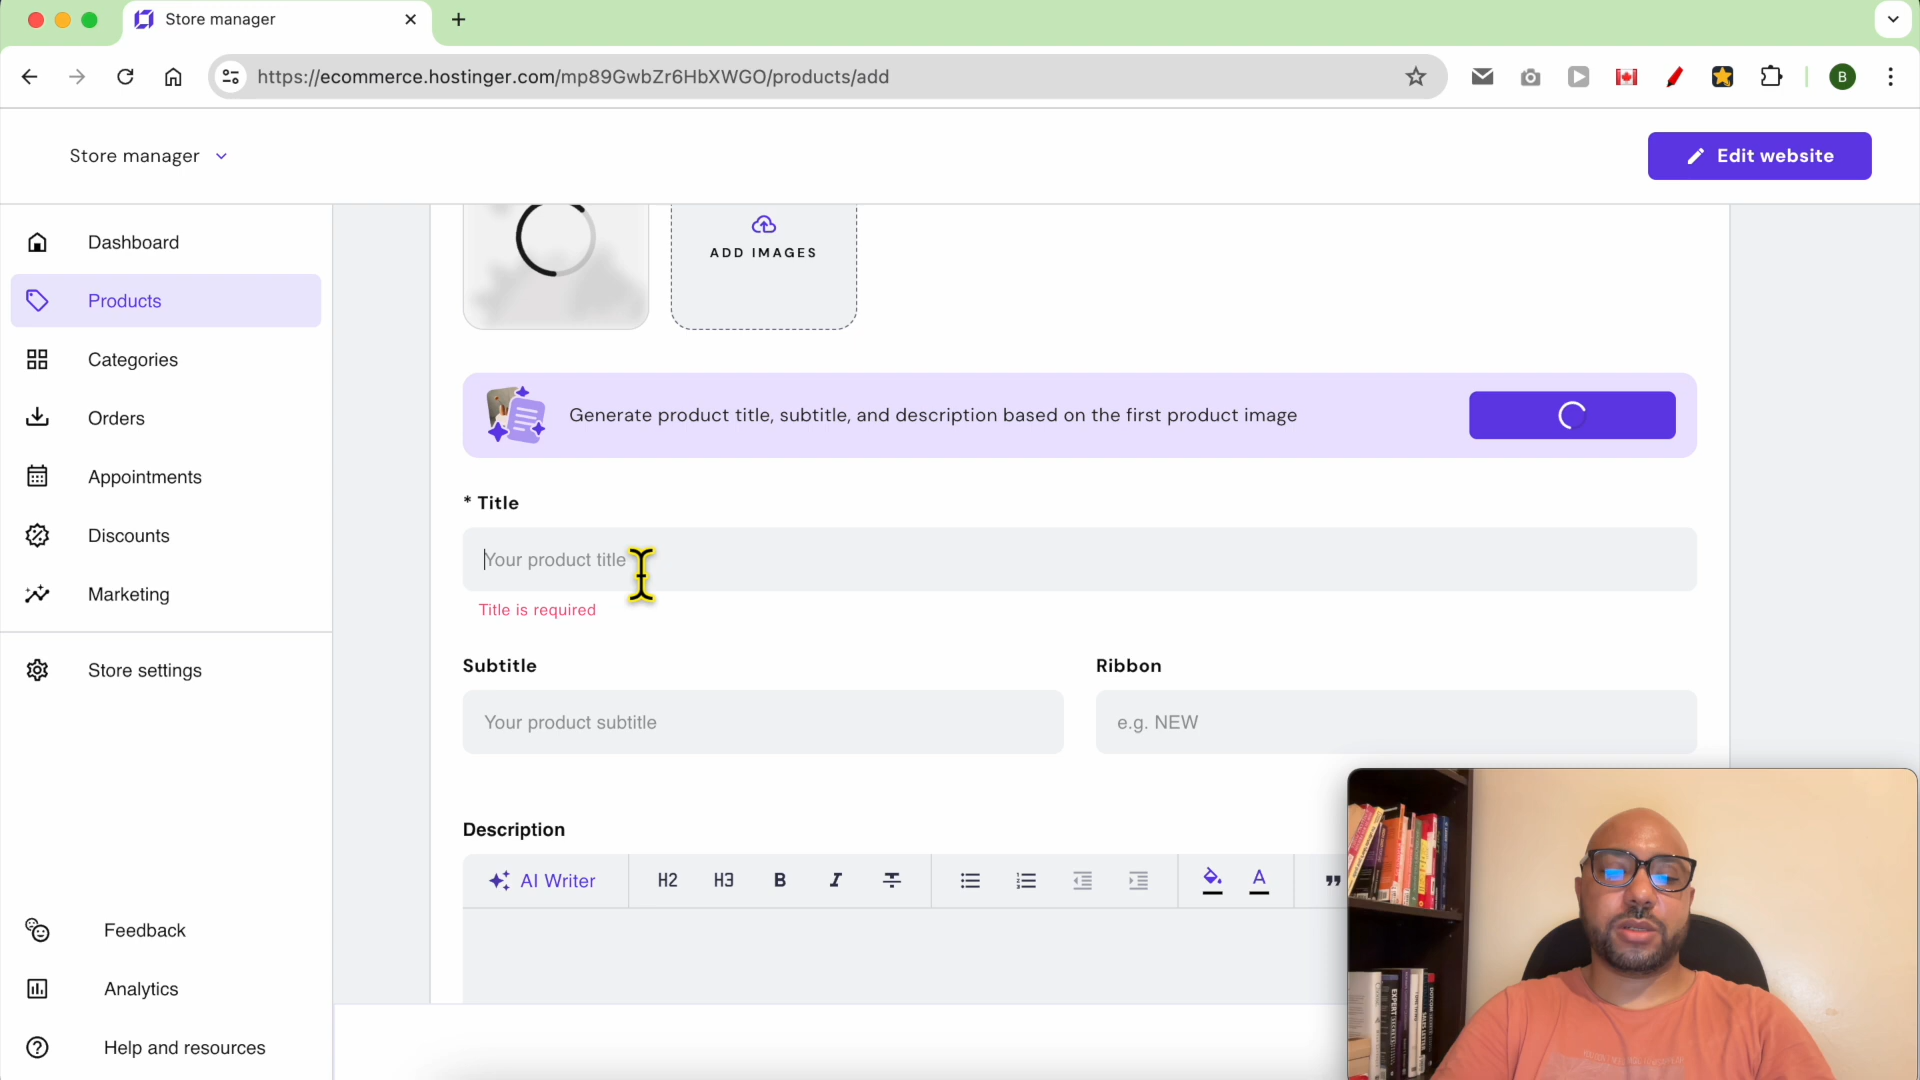 Store manager
https://ecommerce.hostinger.com/mp89GwbZr6HbXWGO/products/add
B
Store manager
Edit website
Dashboard
Products
Categories
Orders
Appointments
Discounts
Marketing
Store settings
Feedback
Analytics
Help and resources
ADD IMAGES
Generate product title, subtitle, and description based on the first product image
* Title
Your product title
Title is required
Subtitle
Ribbon
Your product subtitle
e.g. NEW
Description
AI Writer
H2
H3
B
I
A